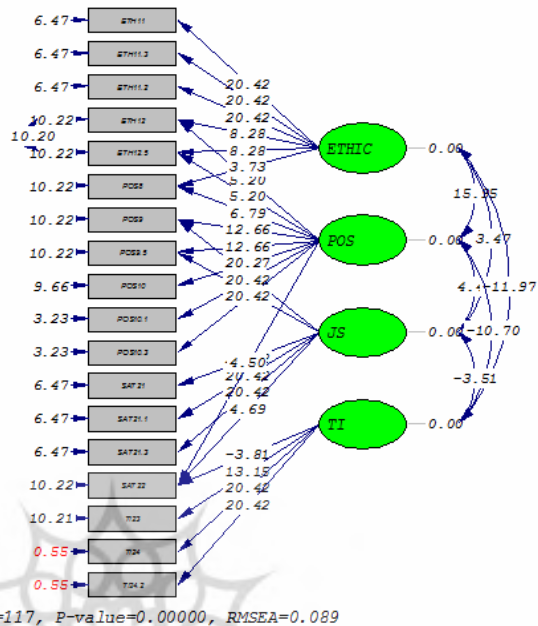 6.47 ETH11
6.47 ETH11.3
6.47 ETH11.2
10.22 ETH12
10.20
10.22 ETH12.5
10.22 POS8
10.22 POS9
10.22 POS9.5
9.66 POS10
3.23 POS10.1
3.23 POS10.3
6.47 SAT21
6.47 SAT21.1
6.47 SAT21.3
10.22 SAT22
10.21 TI23
0.55 TI24
0.55 TI24.2
20.42
20.42
20.42
8.28
8.28
3.73
5.20
5.20
6.79
12.66
12.66
20.27
20.42
20.42
-4.50
20.42
20.42
4.69
-3.81
13.15
20.42
20.42
ETHIC 0.00
POS 0.00
JS 0.00
TI 0.00
3.47
-11.97
-10.70
-3.51
=117, P-value=0.00000, RMSEA=0.089